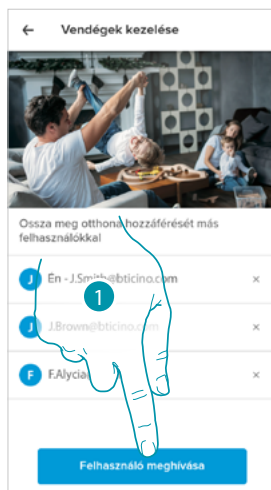 Vendégek kezelése
Ossza meg otthona hozzáférését más
felhasználókkal
J Én - J.Smith@bticino.com ×
1
J J.Brown@bticino.com ×
F F.Alycia ×
Felhasználó meghívása